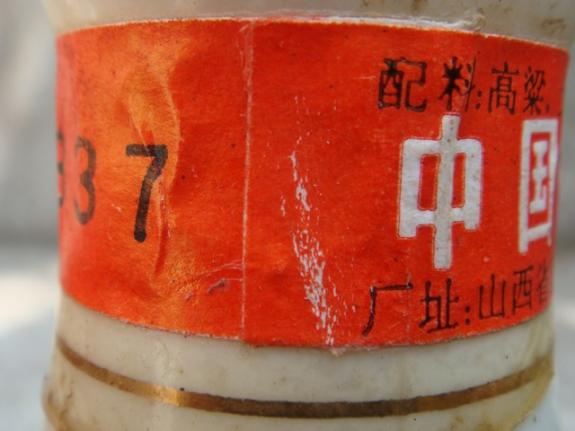 37
配料:高粱,
中国
厂址:山西省